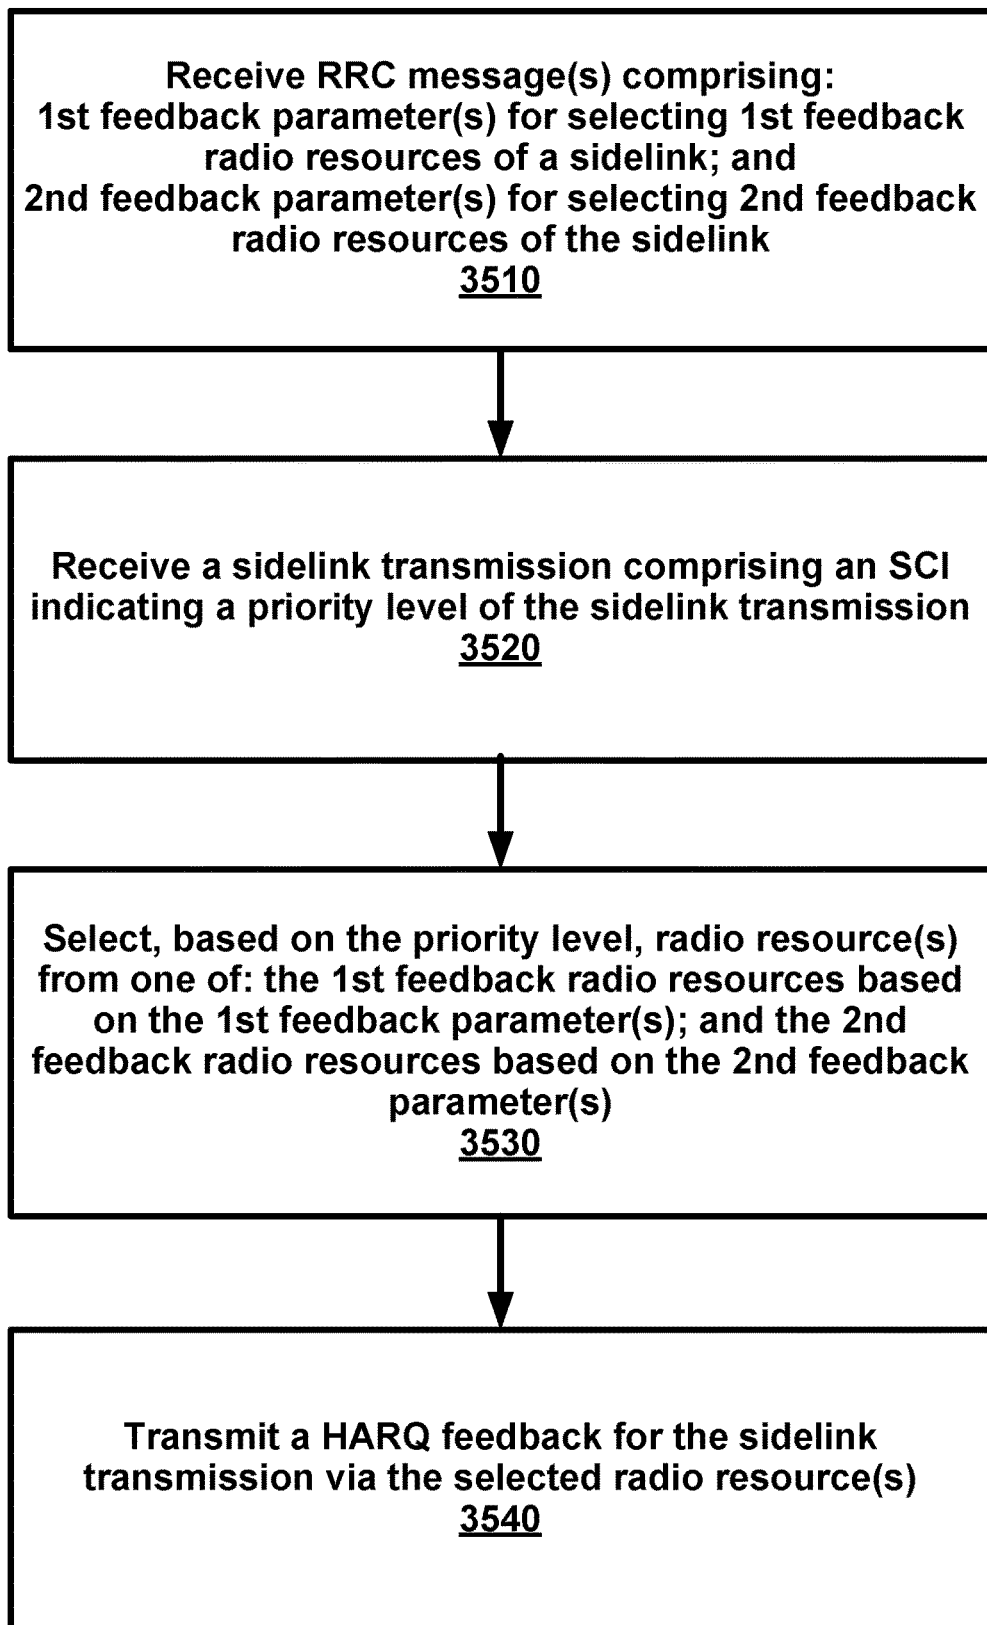 Receive RRC message(s) comprising:
1st feedback parameter(s) for selecting 1st feedback
radio resources of a sidelink; and
2nd feedback parameter(s) for selecting 2nd feedback
radio resources of the sidelink
3510
Receive a sidelink transmission comprising an SCI
indicating a priority level of the sidelink transmission
3520
Select, based on the priority level, radio resource(s)
from one of: the 1st feedback radio resources based
on the 1st feedback parameter(s); and the 2nd
feedback radio resources based on the 2nd feedback
parameter(s)
3530
Transmit a HARQ feedback for the sidelink
transmission via the selected radio resource(s)
3540